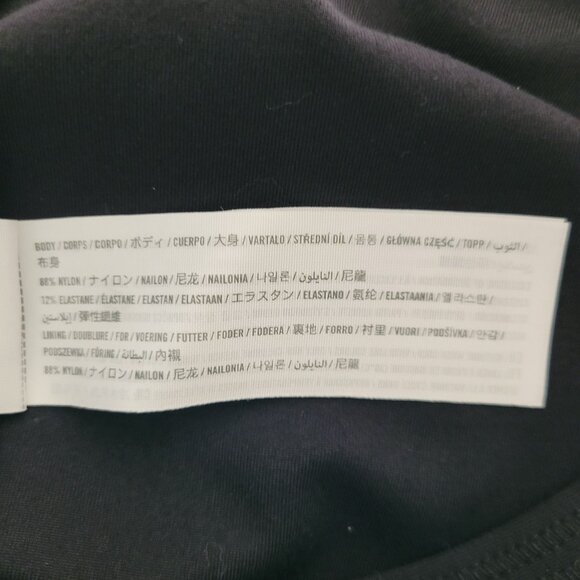 BODY / CORPS / CORPO / ボディ / CUERPO / 大身 / VARTALO / STŘEDNÍ DÍL / 몸통 / GŁÓWNA CZĘŚĆ / TOPP / الثوب /
布身
88% NYLON / ナイロン / NAILON / 尼龙 / NAILONIA / 나일론 / النايلون / 尼龍
12% ELASTANE / ÉLASTANE / ELASTAN / ELASTAAN / エラスタン / ELASTANO / 氨纶 / ELASTAANIA / 엘라스탄 /
إيلاستين / 彈性纖維
LINING / DOUBLURE / FOR / VOERING / FUTTER / FODER / FODERA / 裏地 / FORRO / 衬里 / VUORI / PODŠÍVKA / 안감 /
PODSZEWKA / FÔRING / البطانة / 內襯
88% NYLON / ナイロン / NAILON / 尼龙 / NAILONIA / 나일론 / النايلون / 尼龍